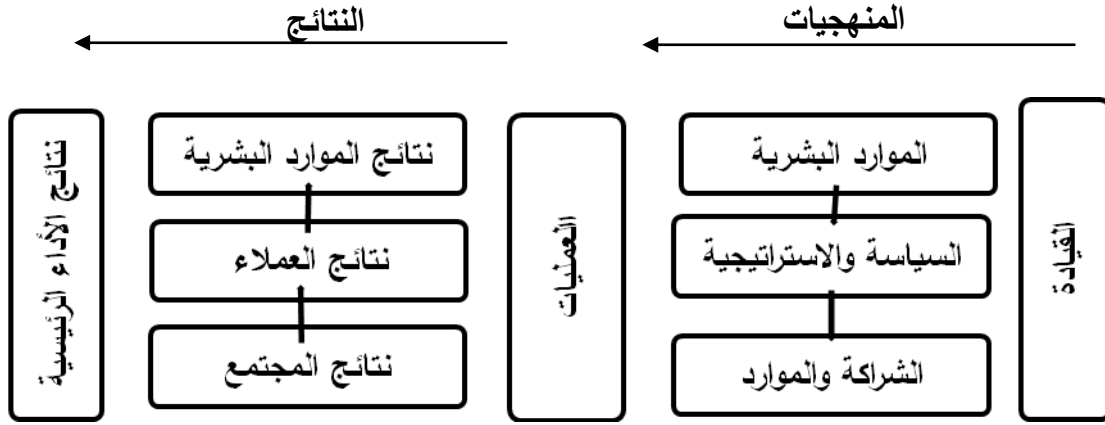 المنهجيات
النتائج
القيادة
الموارد البشرية
السياسة والاستراتيجية
الشراكة والموارد
العمليات
نتائج الموارد البشرية
نتائج العملاء
نتائج المجتمع
نتائج الأداء الرئيسية